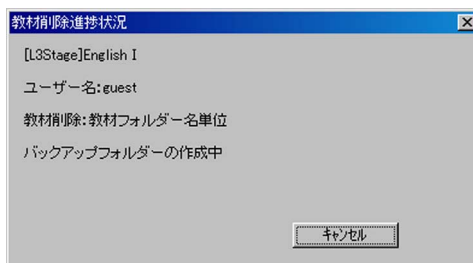 教材削除進捗状況
[L3Stage]English I
ユーザー名:guest
教材削除:教材フォルダー名単位
バックアップフォルダーの作成中
キャンセル